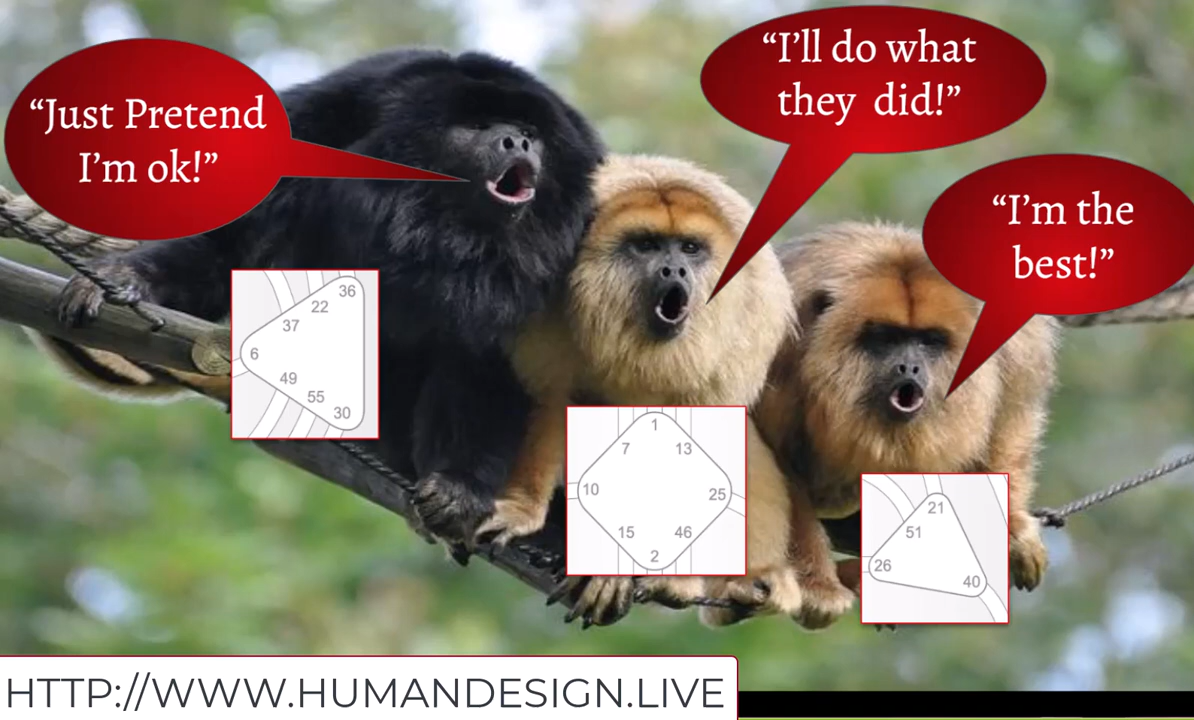 “Just Pretend
I’m ok!”
“I’ll do what
they did!”
“I’m the
best!”
36
22
37
6
49
55
30
1
7
13
10
25
15
46
2
21
51
26
40
HTTP://WWW.HUMANDESIGN.LIVE